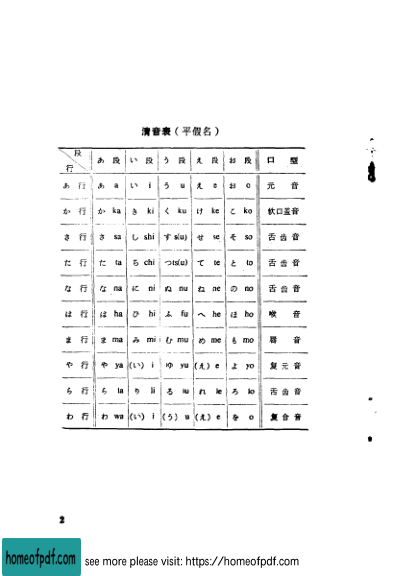 清音表（平假名）
段
行 あ 段 い 段 う 段 え 段 お 段 口 型
あ 行 あ a い i う u え e お o 元 音
か 行 か ka き ki く ku け ke こ ko 软口盖音
さ 行 さ sa し shi す s(u) せ se そ so 舌 齿 音
た 行 た ta ち chi つ ts(u) て te と to 舌 齿 音
な 行 な na に ni ぬ nu ね ne の no 舌 齿 音
は 行 は ha ひ hi ふ fu へ he ほ ho 喉 音
ま 行 ま ma み mi む mu め me も mo 唇 音
や 行 や ya (い) i ゆ yu (え) e よ yo 复 元 音
ら 行 ら la り li る lu れ le ろ lo 舌 齿 音
わ 行 わ wa (い) i (う) u (え) e を o 复 合 音
2
homeofpdf.com see more please visit: https://homeofpdf.com